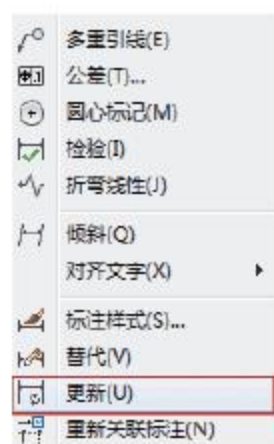 多重引线(E)
公差(T)...
圆心标记(M)
检验(I)
折弯线性(J)
倾斜(Q)
对齐文字(X)
标注样式(S)...
替代(V)
更新(U)
重新关联标注(N)